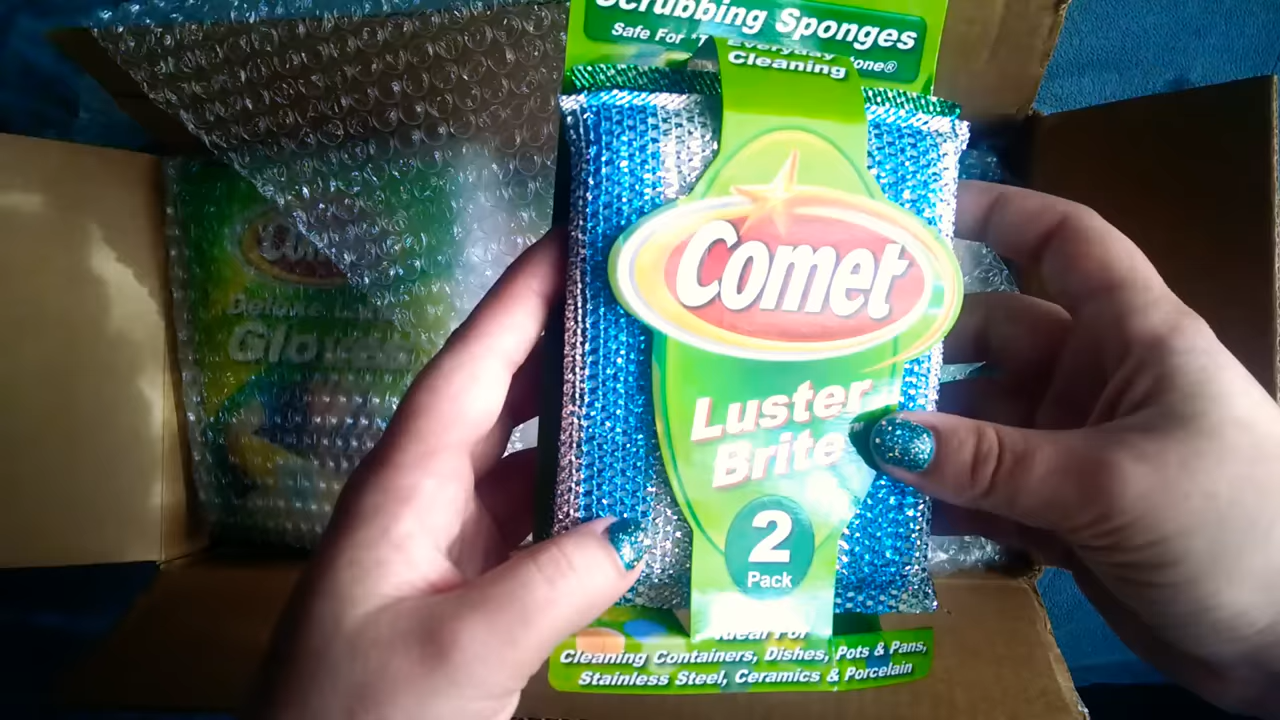 Scrubbing Sponges
Safe For
Everyday
Cleaning
Comet
Luster
Brite
2
Pack
Ideal For
Cleaning Containers, Dishes, Pots & Pans,
Stainless Steel, Ceramics & Porcelain
Gloves